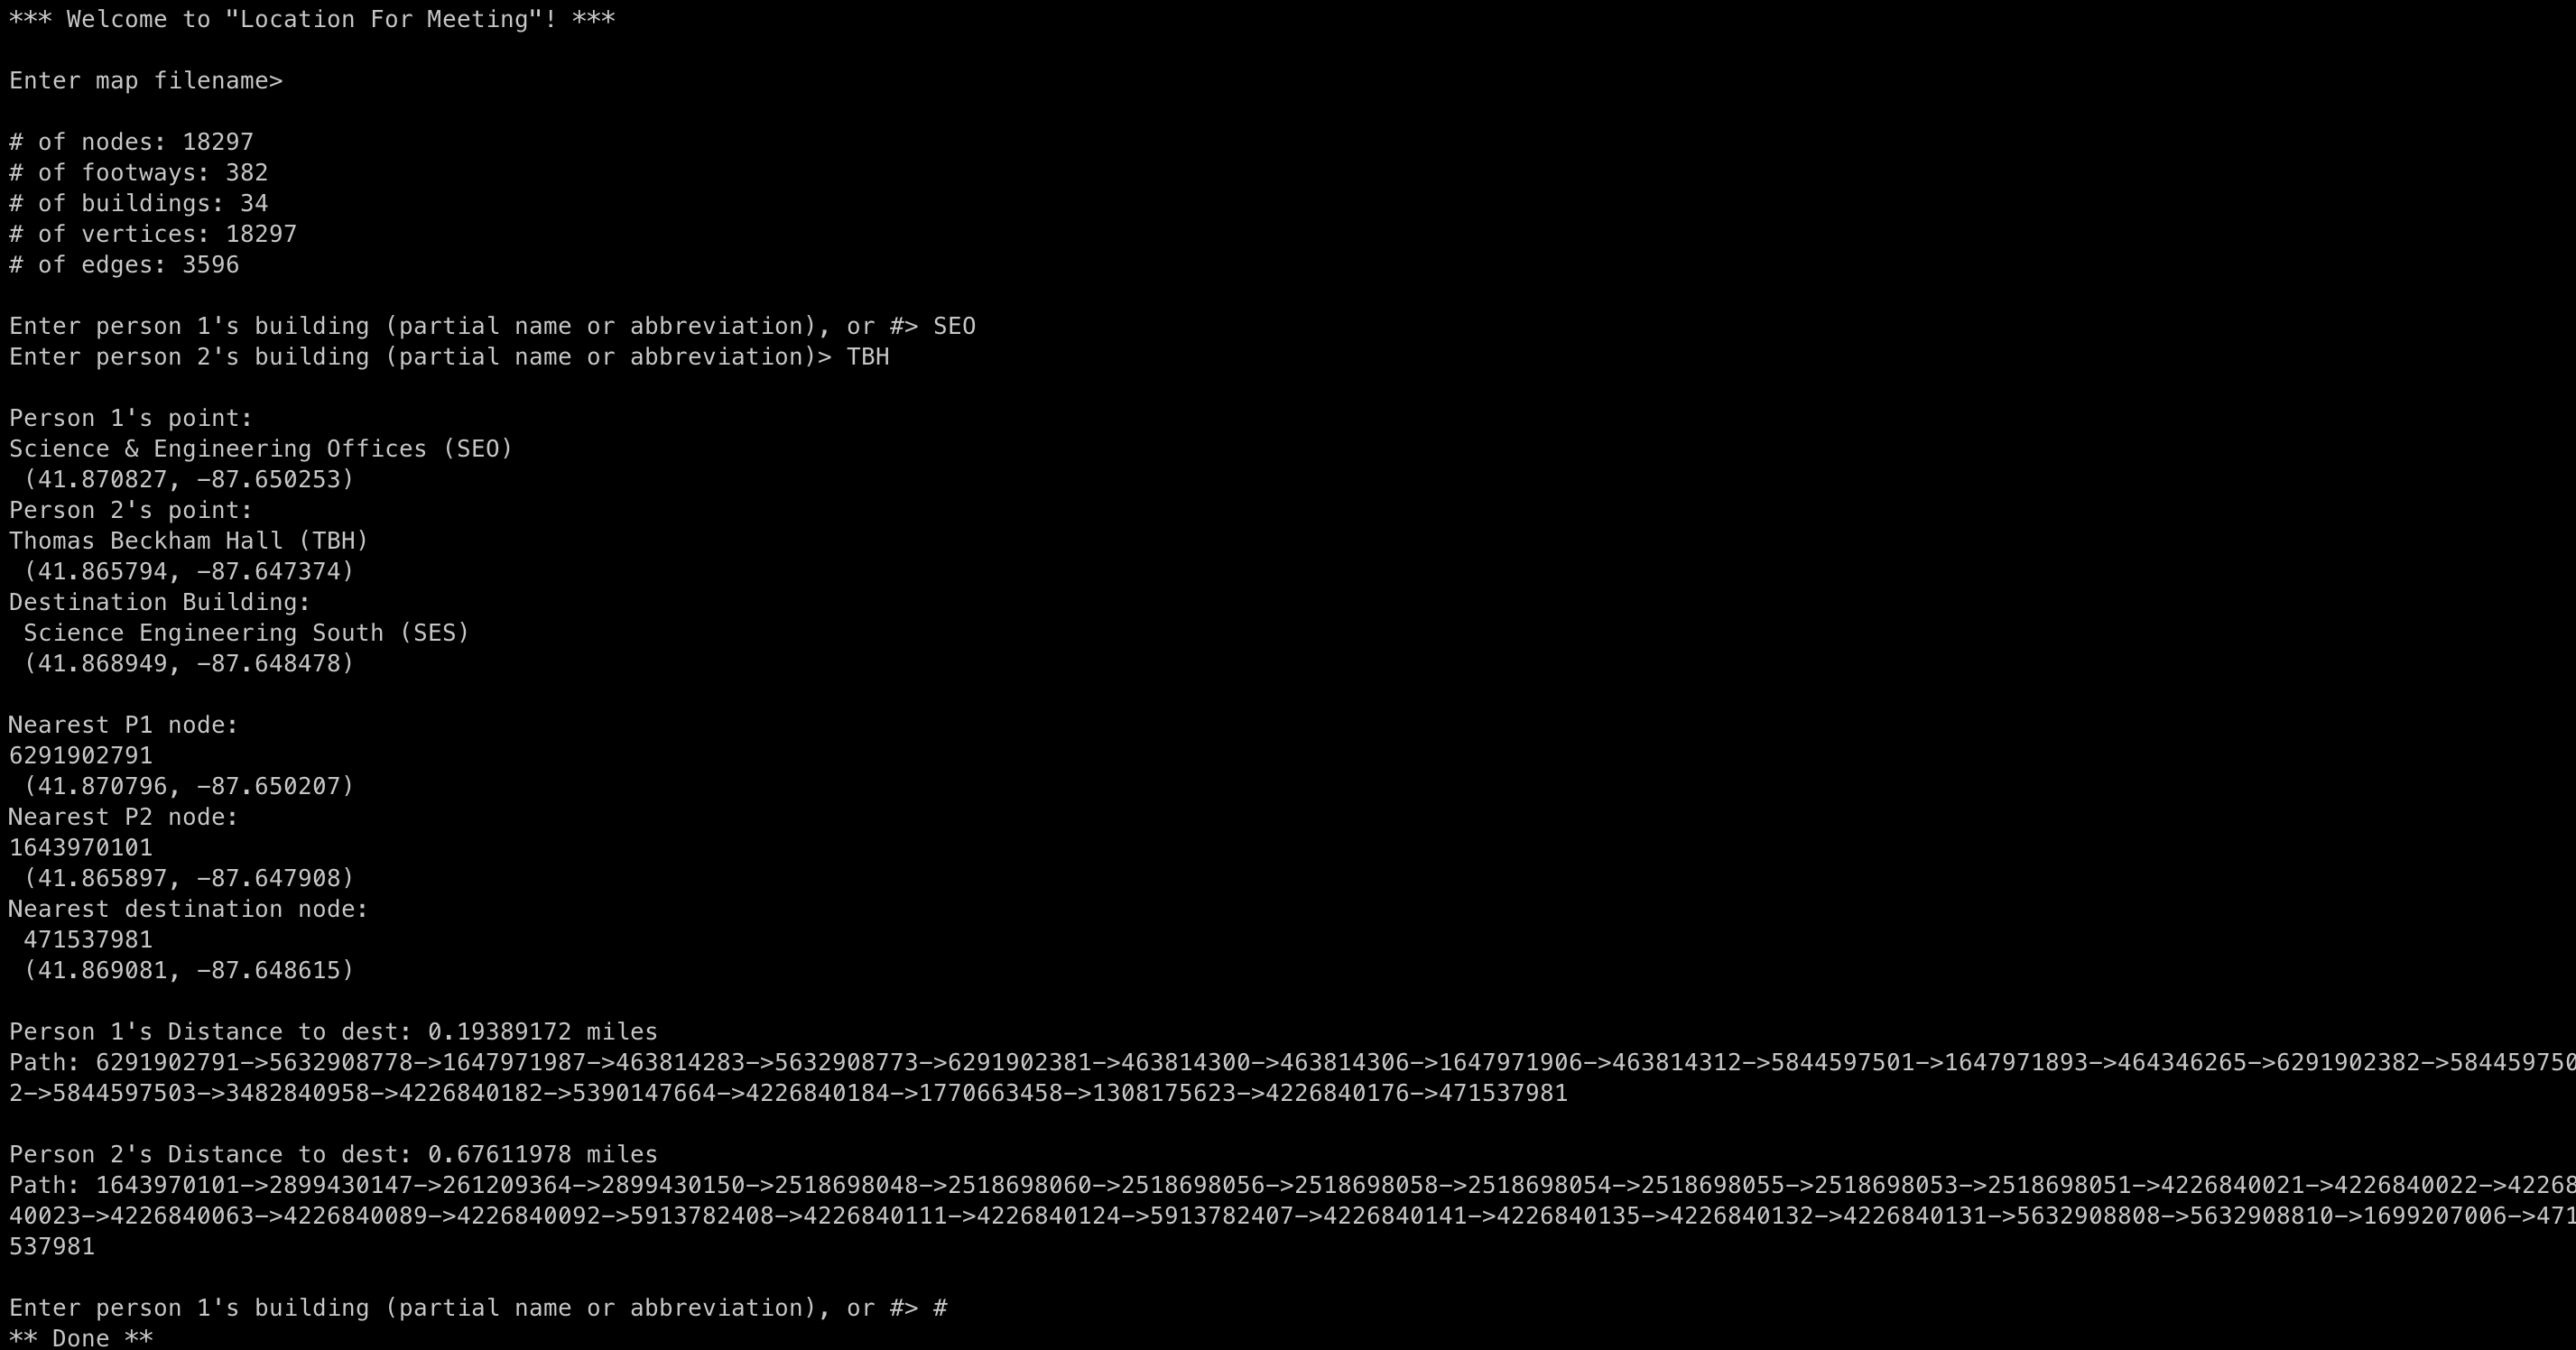 *** Welcome to "Location For Meeting"! ***
Enter map filename>
# of nodes: 18297
# of footways: 382
# of buildings: 34
# of vertices: 18297
# of edges: 3596
Enter person 1's building (partial name or abbreviation), or #> SEO
Enter person 2's building (partial name or abbreviation)> TBH
Person 1's point:
Science & Engineering Offices (SEO)
(41.870827, -87.650253)
Person 2's point:
Thomas Beckham Hall (TBH)
(41.865794, -87.647374)
Destination Building:
Science Engineering South (SES)
(41.868949, -87.648478)
Nearest P1 node:
6291902791
(41.870796, -87.650207)
Nearest P2 node:
1643970101
(41.865897, -87.647908)
Nearest destination node:
471537981
(41.869081, -87.648615)
Person 1's Distance to dest: 0.19389172 miles
Path: 6291902791->5632908778->1647971987->463814283->5632908773->6291902381->463814300->463814306->1647971906->463814312->5844597501->1647971893->464346265->6291902382->584459750
2->5844597503->3482840958->4226840182->5390147664->4226840184->1770663458->1308175623->4226840176->471537981
Person 2's Distance to dest: 0.67611978 miles
Path: 1643970101->2899430147->261209364->2899430150->2518698048->2518698060->2518698056->2518698058->2518698054->2518698055->2518698053->2518698051->4226840021->4226840022->42268
40023->4226840063->4226840089->4226840092->5913782408->4226840111->4226840124->5913782407->4226840141->4226840135->4226840132->4226840131->5632908808->5632908810->1699207006->471
537981
Enter person 1's building (partial name or abbreviation), or #> #
** Done **